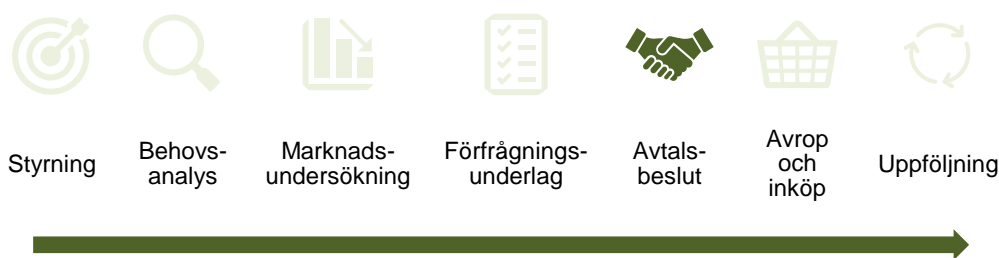 Styrning
Behovs-
analys
Marknads-
undersökning
Förfrågnings-
underlag
Avtals-
beslut
Avrop
och
inköp
Uppföljning